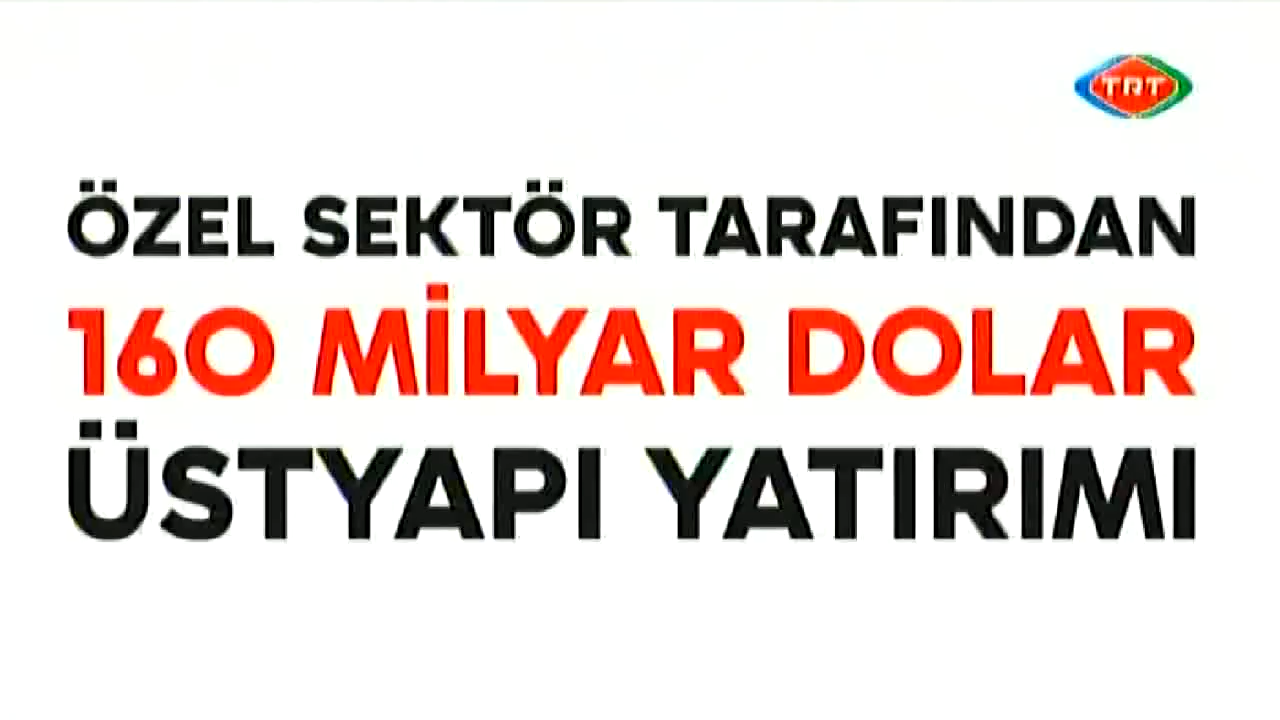 TRT
ÖZEL SEKTÖR TARAFINDAN
160 MİLYAR DOLAR
ÜSTYAPI YATIRIMI